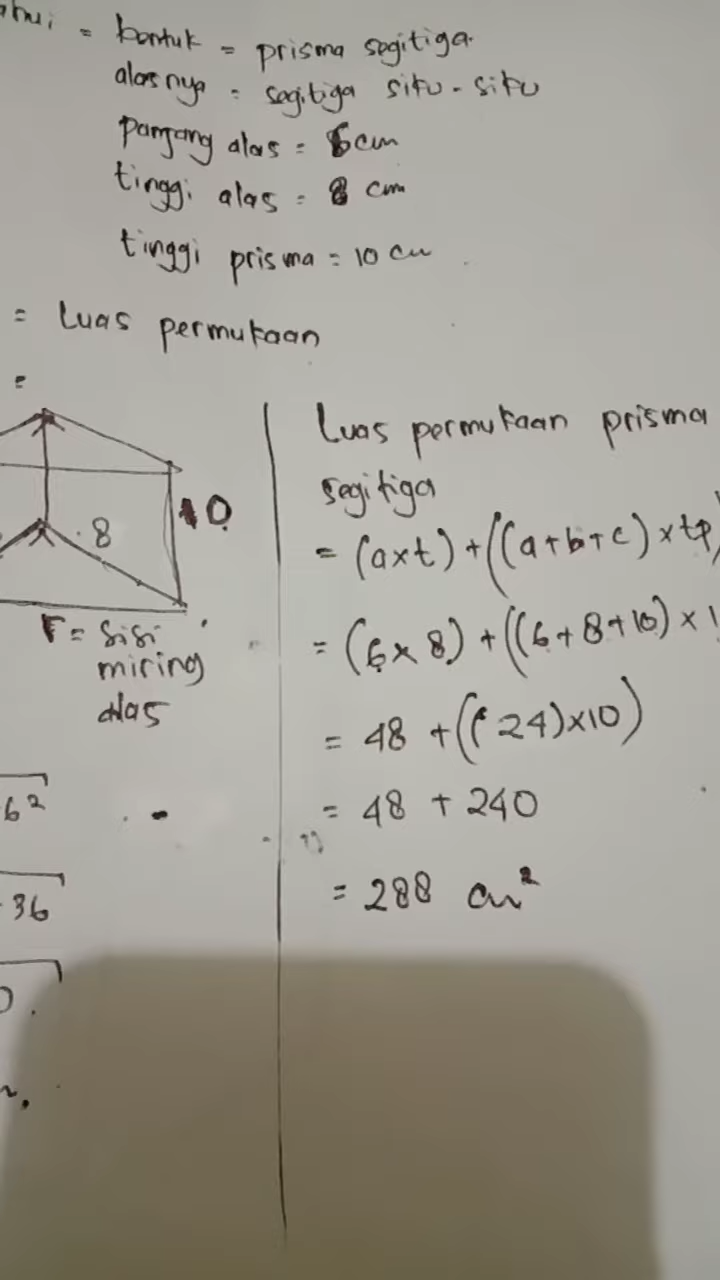 = bentuk = prisma segitiga.
alasnya = segitiga siku-siku
panjang alas = 6 cm
tinggi alas = 8 cm
tinggi prisma = 10 cm
= Luas permukaan
=
8
10
r = sisi
miring
alas
6²
36
Luas permukaan prisma
segitiga
= (a×t) + ((a+b+c) × tp)
= (6×8) + ((6+8+10) × 1
= 48 + ((24)×10)
= 48 + 240
= 288 cm²